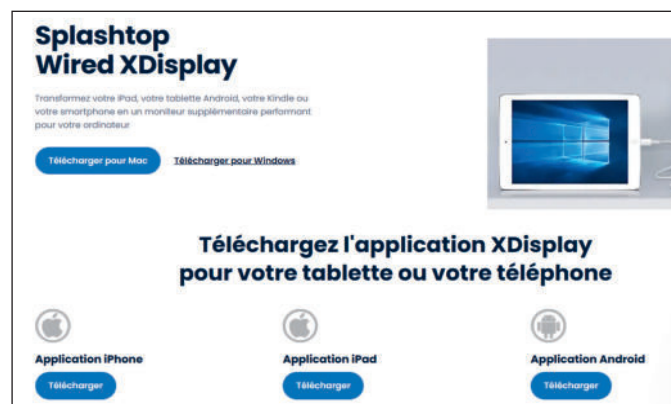 Splashtop
Wired XDisplay
Transformez votre iPad, votre tablette Android, votre Kindle ou
votre smartphone en un moniteur supplémentaire performant
pour votre ordinateur
Télécharger pour Mac
Télécharger pour Windows
Téléchargez l'application XDisplay
pour votre tablette ou votre téléphone
Application iPhone
Application iPad
Application Android
Télécharger
Télécharger
Télécharger